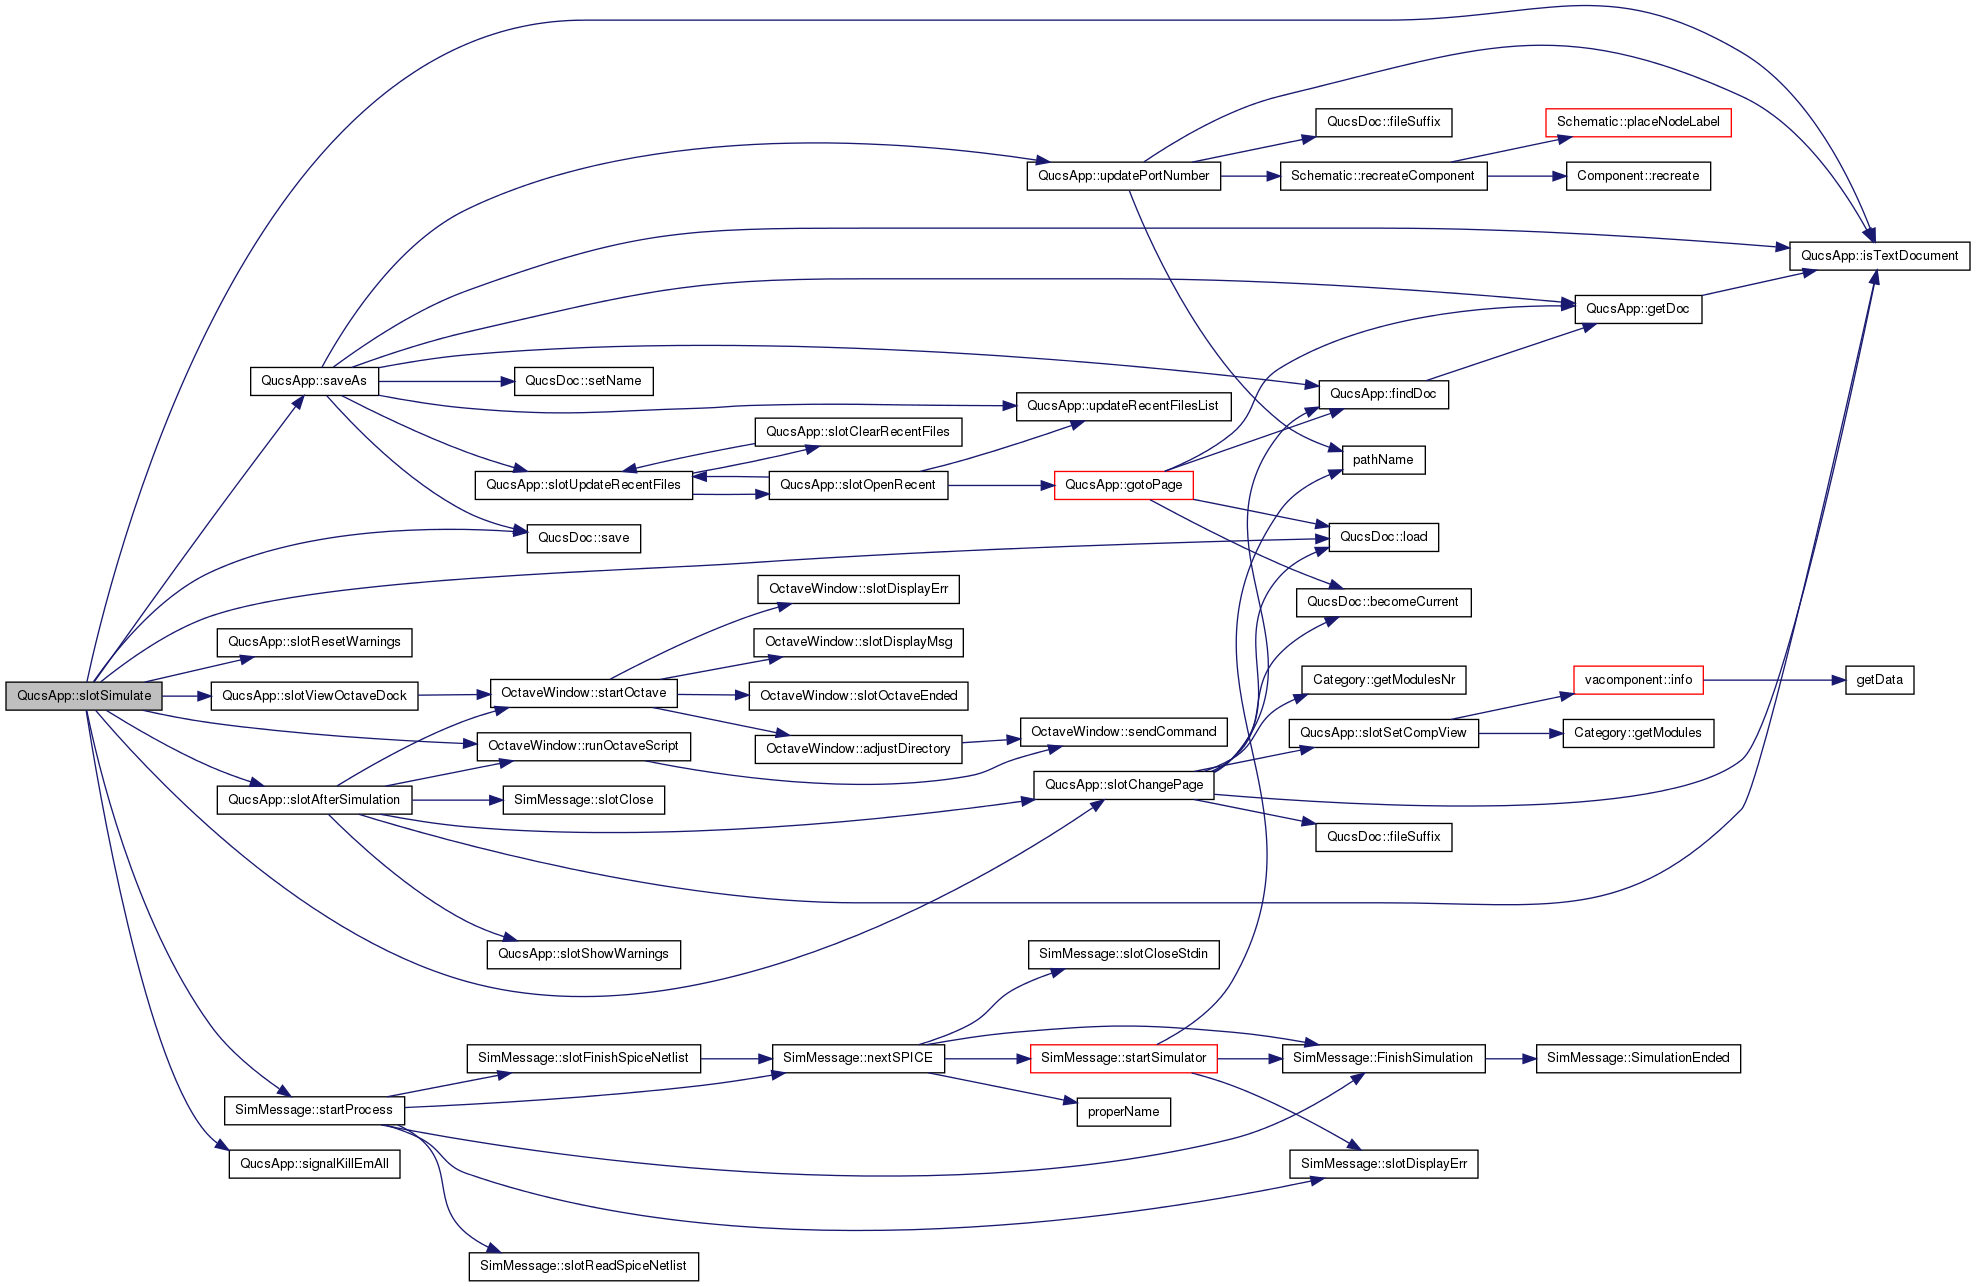 QucsDoc::fileSuffix
Schematic::placeNodeLabel
QucsApp::updatePortNumber
Schematic::recreateComponent
Component::recreate
QucsApp::isTextDocument
QucsApp::getDoc
QucsApp::saveAs
QucsDoc::setName
QucsApp::findDoc
QucsApp::updateRecentFilesList
QucsApp::slotClearRecentFiles
pathName
QucsApp::slotUpdateRecentFiles
QucsApp::slotOpenRecent
QucsApp::gotoPage
QucsDoc::save
QucsDoc::load
OctaveWindow::slotDisplayErr
QucsDoc::becomeCurrent
QucsApp::slotResetWarnings
OctaveWindow::slotDisplayMsg
QucsApp::slotSimulate
QucsApp::slotViewOctaveDock
OctaveWindow::startOctave
OctaveWindow::slotOctaveEnded
Category::getModulesNr
vacomponent::info
getData
OctaveWindow::runOctaveScript
OctaveWindow::adjustDirectory
OctaveWindow::sendCommand
QucsApp::slotSetCompView
Category::getModules
QucsApp::slotAfterSimulation
SimMessage::slotClose
QucsApp::slotChangePage
QucsDoc::fileSuffix
QucsApp::slotShowWarnings
SimMessage::slotCloseStdin
SimMessage::slotFinishSpiceNetlist
SimMessage::nextSPICE
SimMessage::startSimulator
SimMessage::FinishSimulation
SimMessage::SimulationEnded
SimMessage::startProcess
properName
QucsApp::signalKillEmAll
SimMessage::slotDisplayErr
SimMessage::slotReadSpiceNetlist